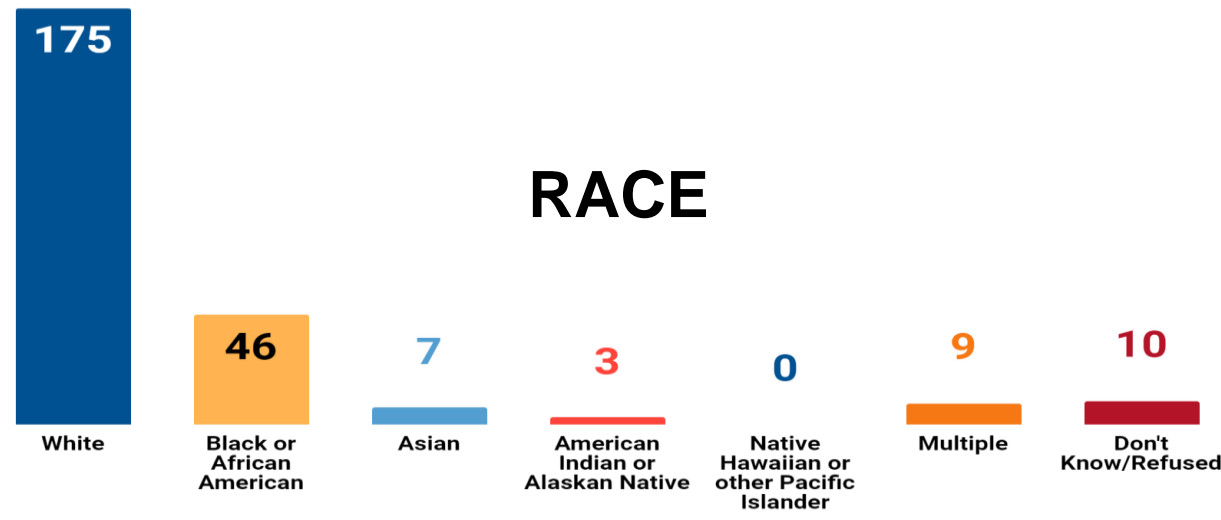 175
RACE
46
7
3
0
9
10
White
Black or
African
American
Asian
American
Indian or
Alaskan Native
Native
Hawaiian or
other Pacific
Islander
Multiple
Don't
Know/Refused